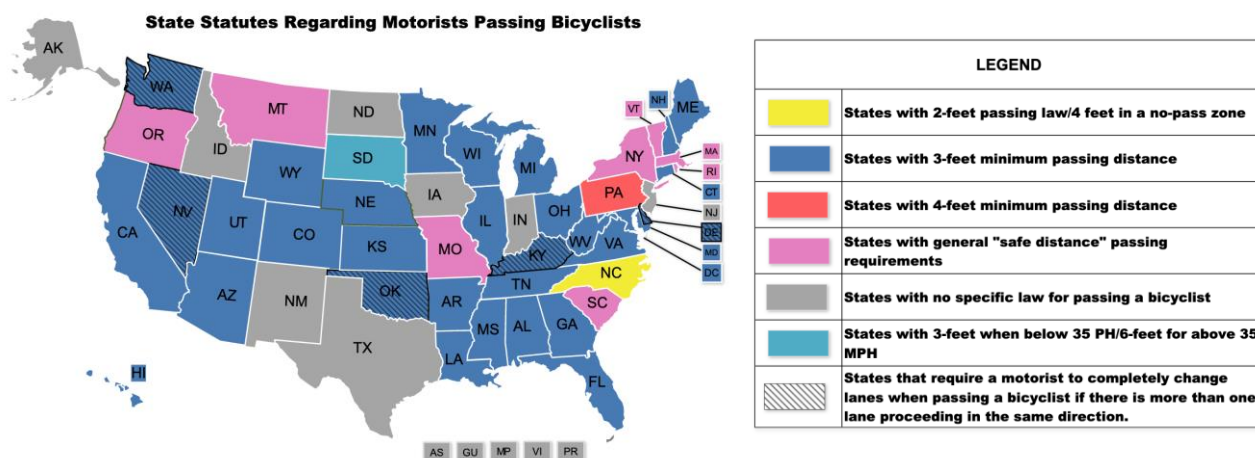 State Statutes Regarding Motorists Passing Bicyclists
AK
WA
MT
ND
MN
OR
ID
SD
WI
MI
WY
NE
IA
NV
UT
CO
KS
MO
IL
IN
OH
PA
NY
VT
NH
ME
MA
RI
CT
NJ
DE
MD
DC
CA
AZ
NM
OK
TX
AR
LA
MS
AL
GA
FL
TN
KY
WV
VA
NC
SC
HI
AS
GU
MP
VI
PR
LEGEND
States with 2-feet passing law/4 feet in a no-pass zone
States with 3-feet minimum passing distance
States with 4-feet minimum passing distance
States with general "safe distance" passing
requirements
States with no specific law for passing a bicyclist
States with 3-feet when below 35 PH/6-feet for above 35
MPH
States that require a motorist to completely change
lanes when passing a bicyclist if there is more than one
lane proceeding in the same direction.